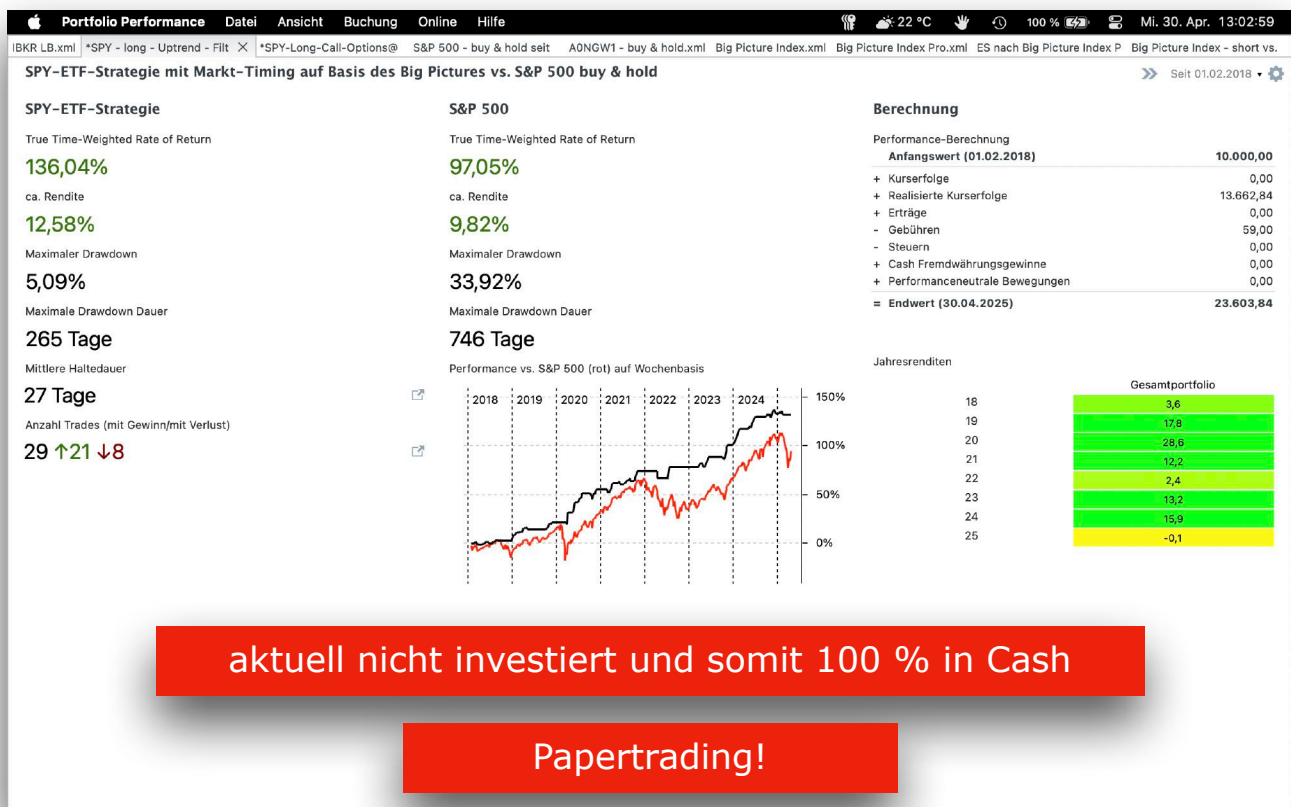 Portfolio Performance Datei Ansicht Buchung Online Hilfe 22 °C 100 % Mi. 30. Apr. 13:02:59
IBKR LB.xml *SPY - long - Uptrend - Filt *SPY-Long-Call-Options@ S&P 500 - buy & hold seit A0NGW1 - buy & hold.xml Big Picture Index.xml Big Picture Index Pro.xml ES nach Big Picture Index P Big Picture Index - short vs.
SPY-ETF-Strategie mit Markt-Timing auf Basis des Big Pictures vs. S&P 500 buy & hold
Seit 01.02.2018
SPY-ETF-Strategie
True Time-Weighted Rate of Return
136,04%
ca. Rendite
12,58%
Maximaler Drawdown
5,09%
Maximale Drawdown Dauer
265 Tage
Mittlere Haltedauer
27 Tage
Anzahl Trades (mit Gewinn/mit Verlust)
29 ↑21 ↓8
S&P 500
True Time-Weighted Rate of Return
97,05%
ca. Rendite
9,82%
Maximaler Drawdown
33,92%
Maximale Drawdown Dauer
746 Tage
Performance vs. S&P 500 (rot) auf Wochenbasis
2018 2019 2020 2021 2022 2023 2024
150%
100%
50%
0%
Berechnung
Performance-Berechnung
Anfangswert (01.02.2018) 10.000,00
+ Kurserfolge 0,00
+ Realisierte Kurserfolge 13.662,84
+ Erträge 0,00
- Gebühren 59,00
- Steuern 0,00
+ Cash Fremdwährungsgewinne 0,00
+ Performanceneutrale Bewegungen 0,00
= Endwert (30.04.2025) 23.603,84
Jahresrenditen
Gesamtportfolio
18 3,6
19 17,8
20 28,6
21 12,2
22 2,4
23 13,2
24 15,9
25 -0,1
aktuell nicht investiert und somit 100 % in Cash
Papertrading!